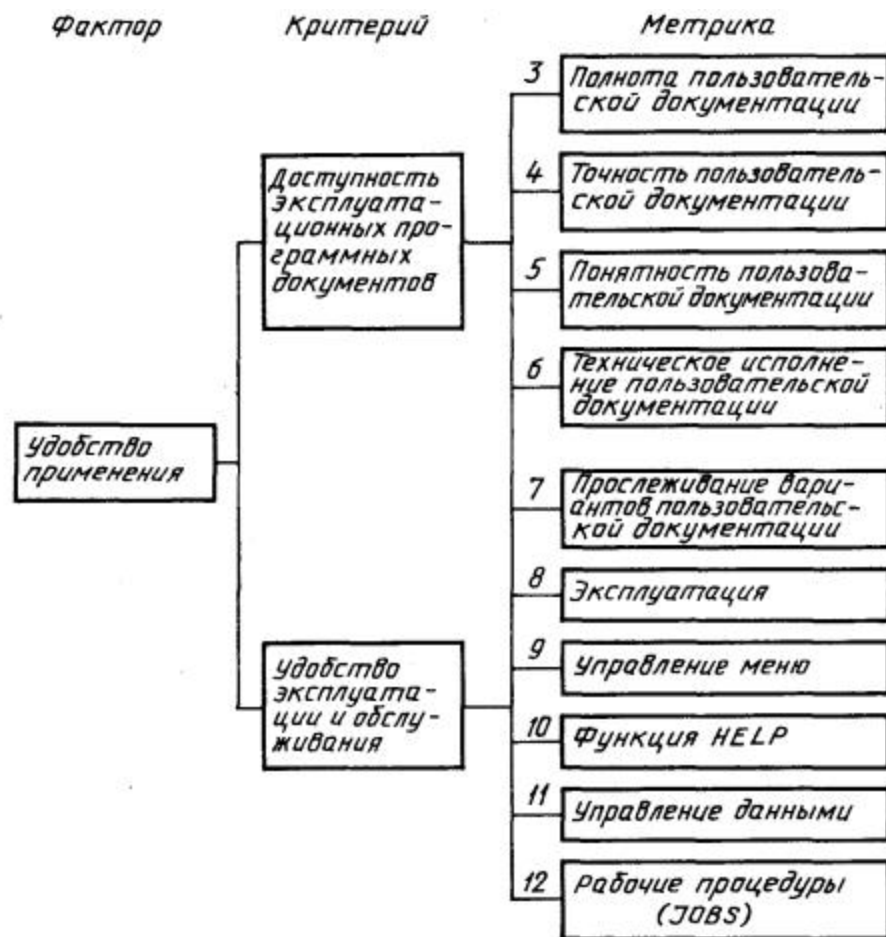 Фактор Критерий Метрика
3 Полнота пользователь-
ской документации
Доступность
эксплуата-
ционных про-
граммных
документов
4 Точность пользователь-
ской документации
5 Понятность пользова-
тельской документации
6 Техническое исполне-
ние пользовательской
документации
Удобство
применения
7 Прослеживание вари-
антов пользовательс-
кой документации
8 Эксплуатация
Удобство
эксплуата-
ции и обслу-
живания
9 Управление меню
10 Функция HELP
11 Управление данными
12 Рабочие процедуры
(JOBS)